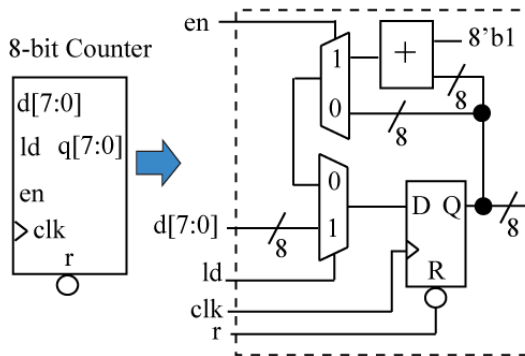 8-bit Counter
d[7:0]
ld q[7:0]
en
clk
r
en
1
+
8'b1
8
0
8
0
d[7:0]
8
1
D Q
8
ld
R
clk
r